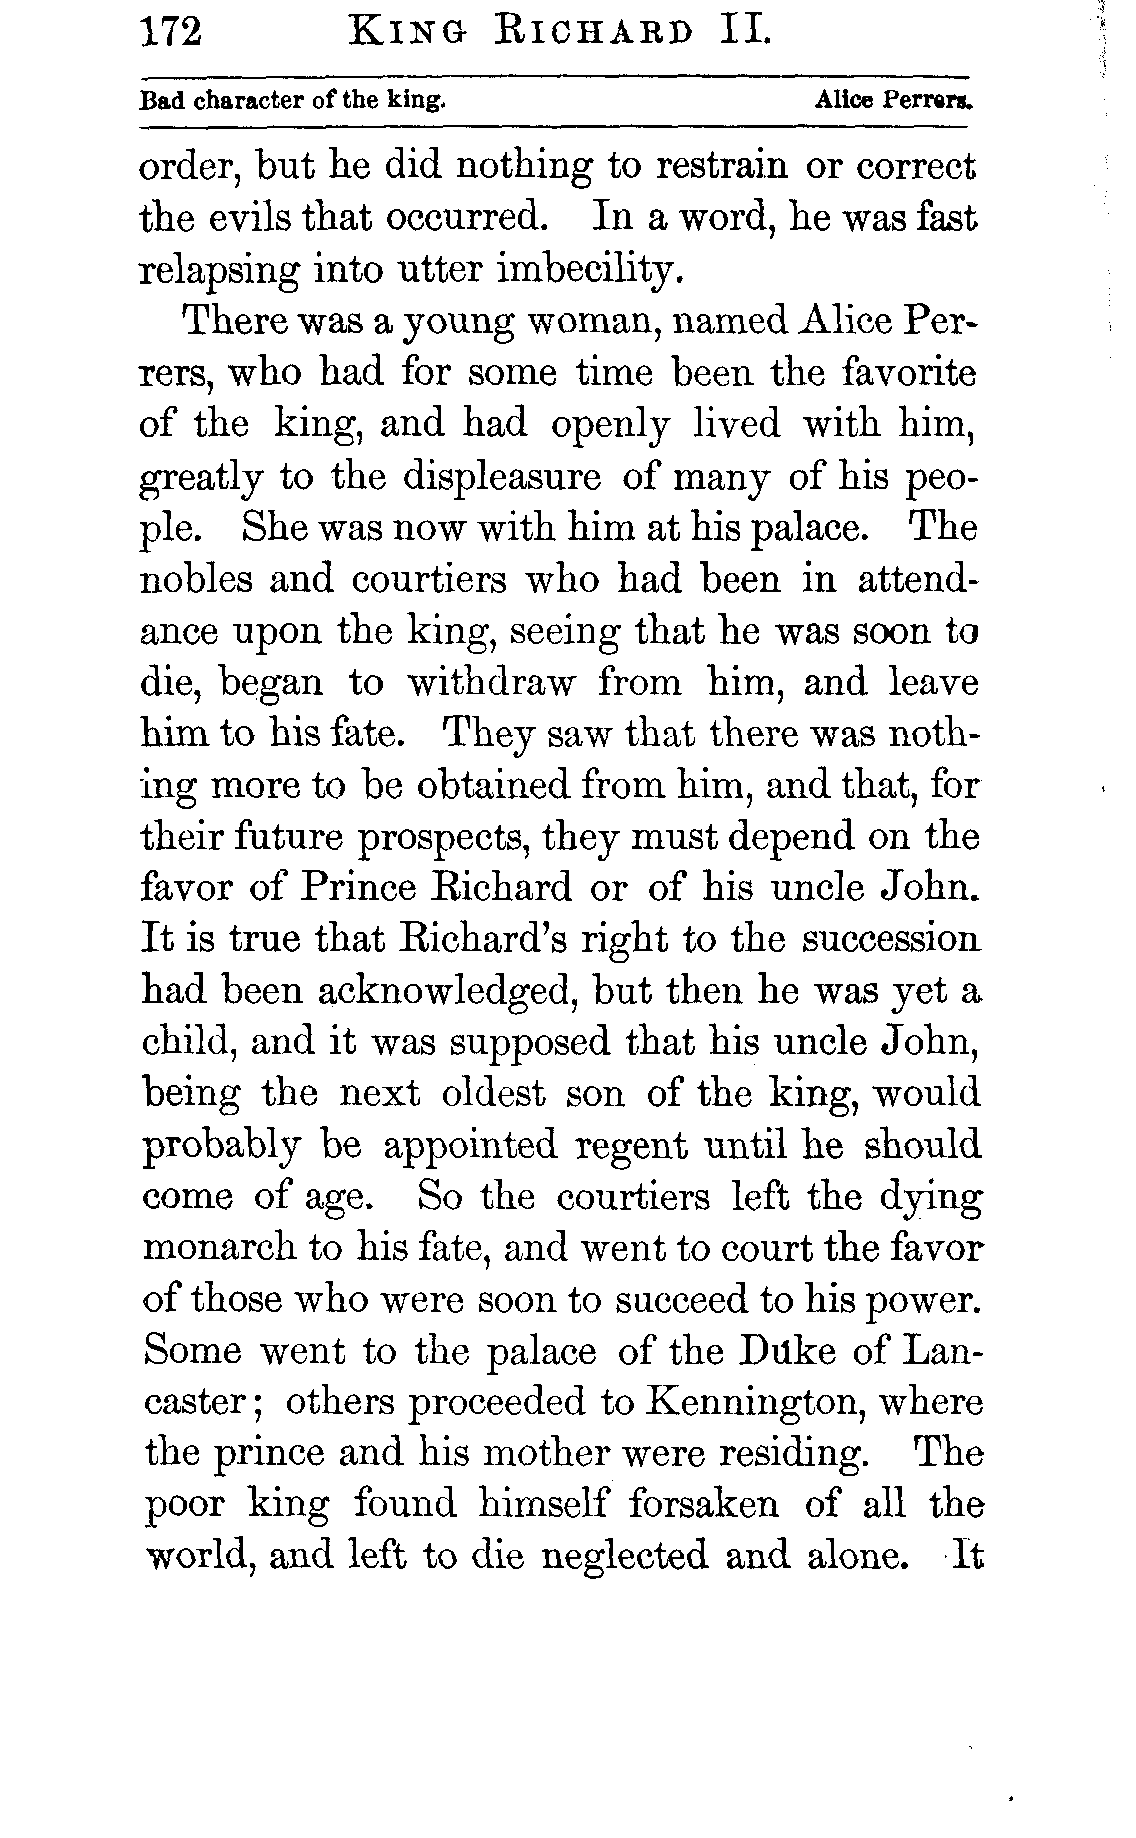 172 KING RICHARD II.
Bad character of the king. Alice Perrers.
order, but he did nothing to restrain or correct
the evils that occurred. In a word, he was fast
relapsing into utter imbecility.
There was a young woman, named Alice Per-
rers, who had for some time been the favorite
of the king, and had openly lived with him,
greatly to the displeasure of many of his peo-
ple. She was now with him at his palace. The
nobles and courtiers who had been in attend-
ance upon the king, seeing that he was soon to
die, began to withdraw from him, and leave
him to his fate. They saw that there was noth-
ing more to be obtained from him, and that, for
their future prospects, they must depend on the
favor of Prince Richard or of his uncle John.
It is true that Richard's right to the succession
had been acknowledged, but then he was yet a
child, and it was supposed that his uncle John,
being the next oldest son of the king, would
probably be appointed regent until he should
come of age. So the courtiers left the dying
monarch to his fate, and went to court the favor
of those who were soon to succeed to his power.
Some went to the palace of the Duke of Lan-
caster; others proceeded to Kennington, where
the prince and his mother were residing. The
poor king found himself forsaken of all the
world, and left to die neglected and alone. It